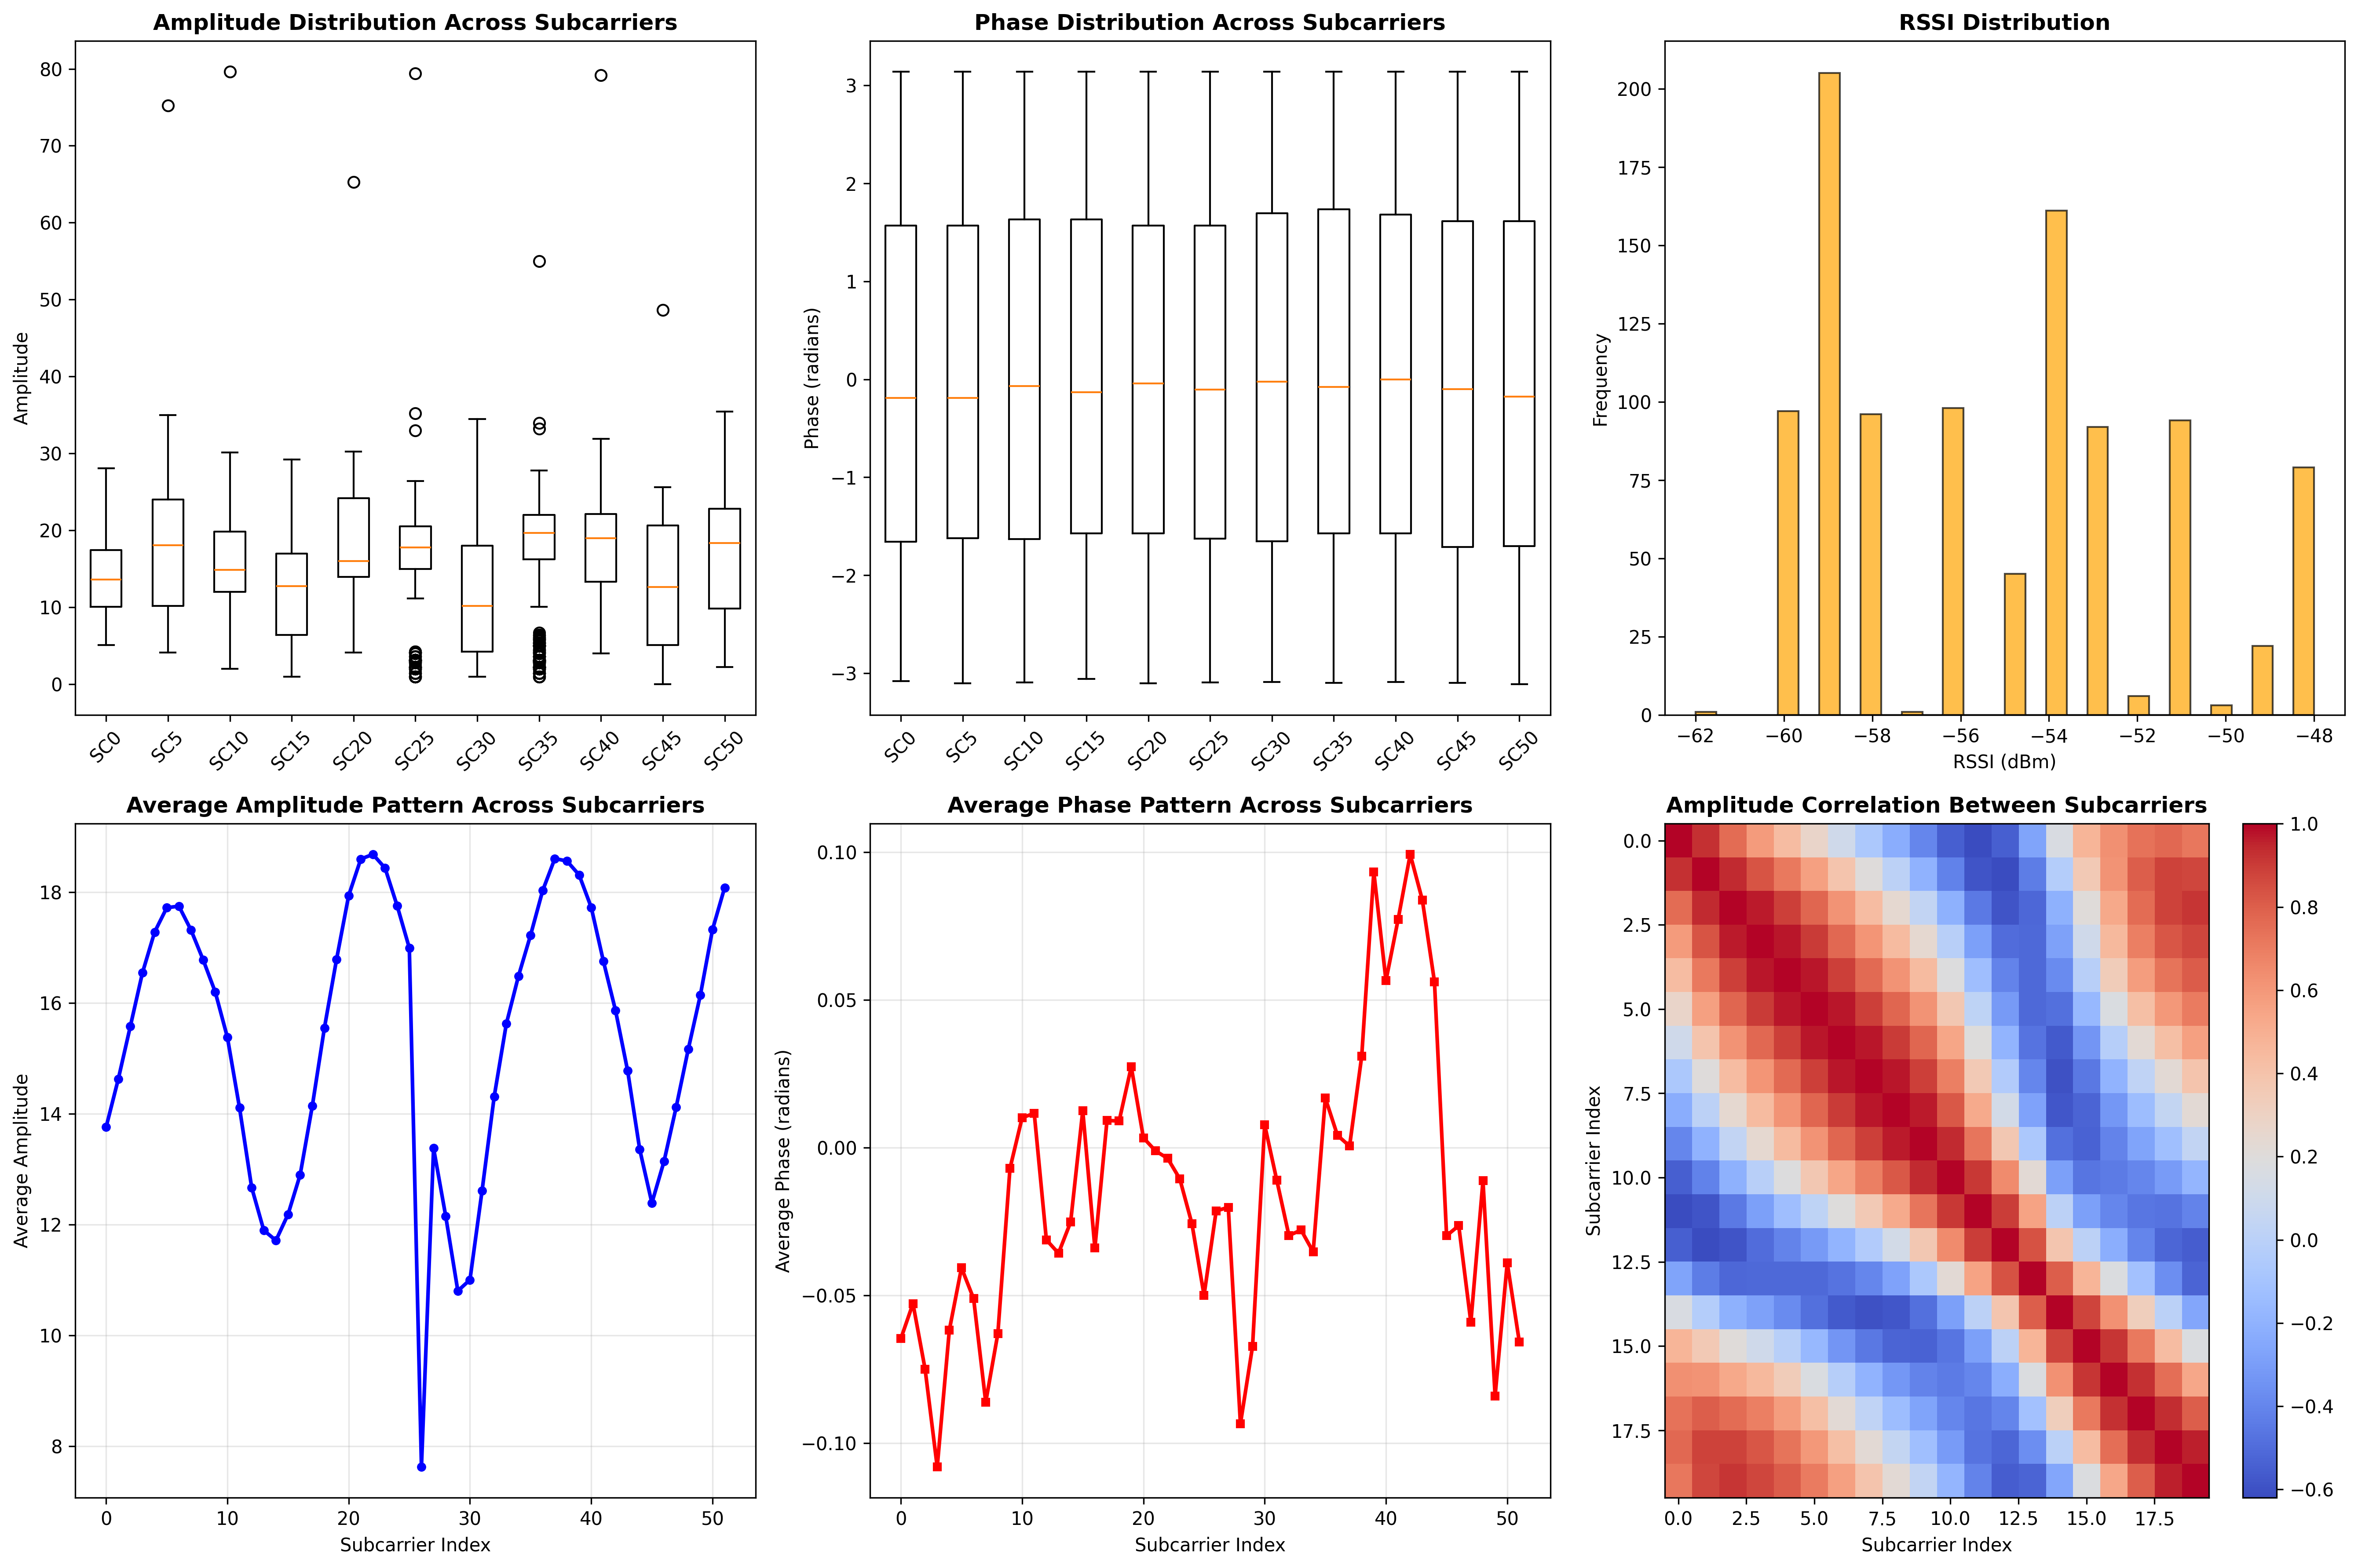 Amplitude Distribution Across Subcarriers
Amplitude
80
70
60
50
40
30
20
10
0
SC0 SC5 SC10 SC15 SC20 SC25 SC30 SC35 SC40 SC45 SC50
Phase Distribution Across Subcarriers
Phase (radians)
3
2
1
0
−1
−2
−3
SC0 SC5 SC10 SC15 SC20 SC25 SC30 SC35 SC40 SC45 SC50
RSSI Distribution
Frequency
200
175
150
125
100
75
50
25
0
−62 −60 −58 −56 −54 −52 −50 −48
RSSI (dBm)
Average Amplitude Pattern Across Subcarriers
Average Amplitude
18
16
14
12
10
8
0 10 20 30 40 50
Subcarrier Index
Average Phase Pattern Across Subcarriers
Average Phase (radians)
0.10
0.05
0.00
−0.05
−0.10
0 10 20 30 40 50
Subcarrier Index
Amplitude Correlation Between Subcarriers
Subcarrier Index
0.0
2.5
5.0
7.5
10.0
12.5
15.0
17.5
0.0 2.5 5.0 7.5 10.0 12.5 15.0 17.5
Subcarrier Index
1.0
0.8
0.6
0.4
0.2
0.0
−0.2
−0.4
−0.6